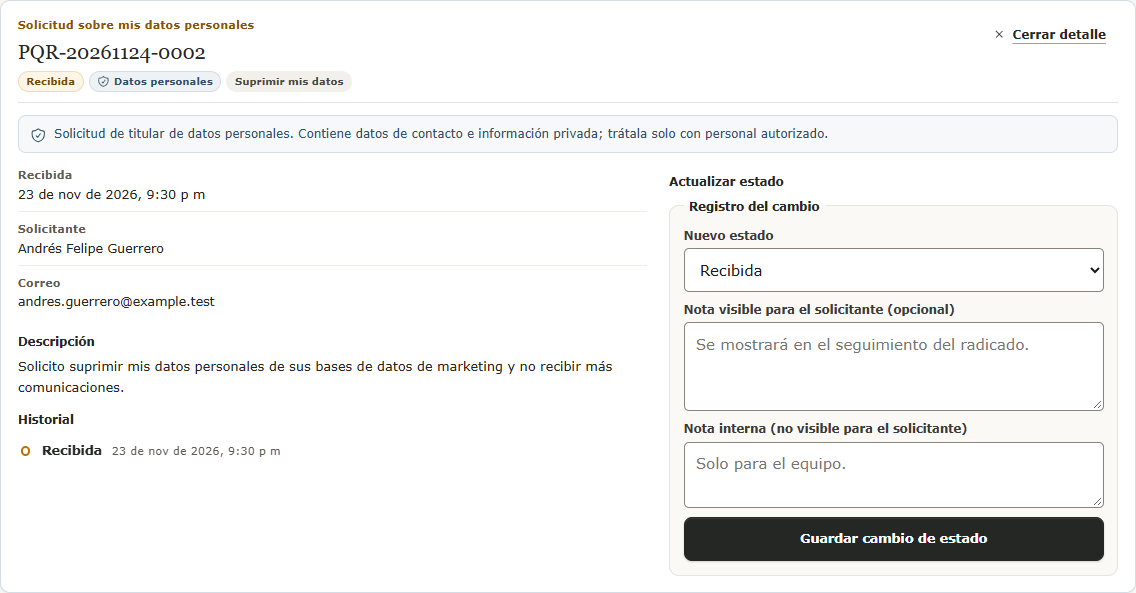 Solicitud sobre mis datos personales
PQR-20261124-0002
× Cerrar detalle
Recibida
Datos personales
Suprimir mis datos
Solicitud de titular de datos personales. Contiene datos de contacto e información privada; trátala solo con personal autorizado.
Recibida
23 de nov de 2026, 9:30 p m
Solicitante
Andrés Felipe Guerrero
Correo
andres.guerrero@example.test
Descripción
Solicito suprimir mis datos personales de sus bases de datos de marketing y no recibir más
comunicaciones.
Historial
Recibida 23 de nov de 2026, 9:30 p m
Actualizar estado
Registro del cambio
Nuevo estado
Recibida
Nota visible para el solicitante (opcional)
Se mostrará en el seguimiento del radicado.
Nota interna (no visible para el solicitante)
Solo para el equipo.
Guardar cambio de estado